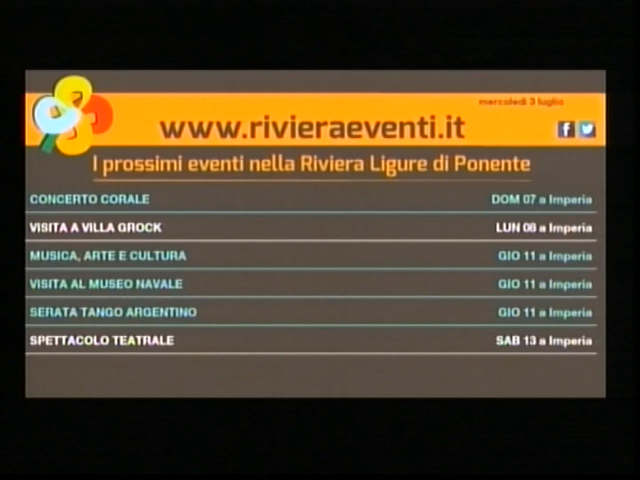 mercoledì 3 luglio
www.rivieraeventi.it
I prossimi eventi nella Riviera Ligure di Ponente
CONCERTO CORALE DOM 07 a Imperia
VISITA A VILLA GROCK LUN 08 a Imperia
MUSICA, ARTE E CULTURA GIO 11 a Imperia
VISITA AL MUSEO NAVALE GIO 11 a Imperia
SERATA TANGO ARGENTINO GIO 11 a Imperia
SPETTACOLO TEATRALE SAB 13 a Imperia